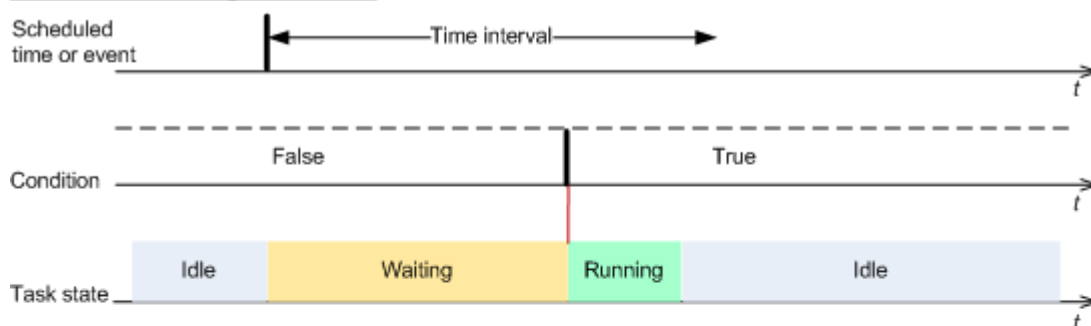 Scheduled
time or event
Time interval
t
False
True
Condition
t
Idle
Waiting
Running
Idle
Task state
t